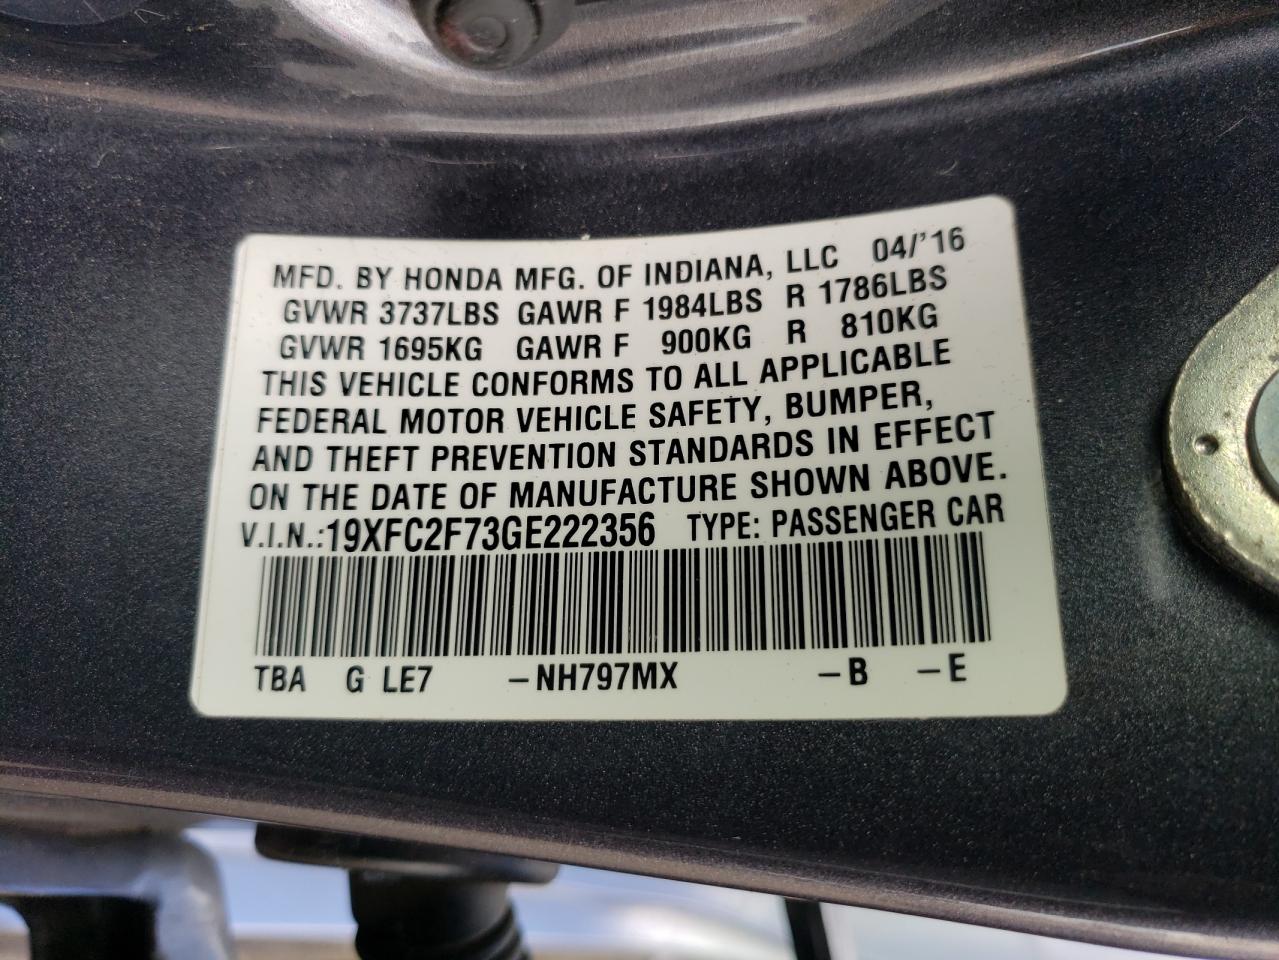 MFD. BY HONDA MFG. OF INDIANA, LLC 04/'16
GVWR 3737LBS GAWR F 1984LBS R 1786LBS
GVWR 1695KG GAWR F 900KG R 810KG
THIS VEHICLE CONFORMS TO ALL APPLICABLE
FEDERAL MOTOR VEHICLE SAFETY, BUMPER,
AND THEFT PREVENTION STANDARDS IN EFFECT
ON THE DATE OF MANUFACTURE SHOWN ABOVE.
V.I.N.:19XFC2F73GE222356 TYPE: PASSENGER CAR
TBA G LE7 –NH797MX –B –E